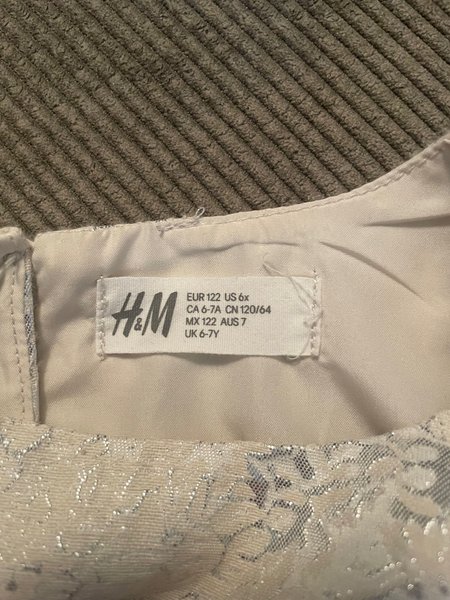 H&M
EUR 122 US 6x
CA 6-7A CN 120/64
MX 122 AUS 7
UK 6-7Y